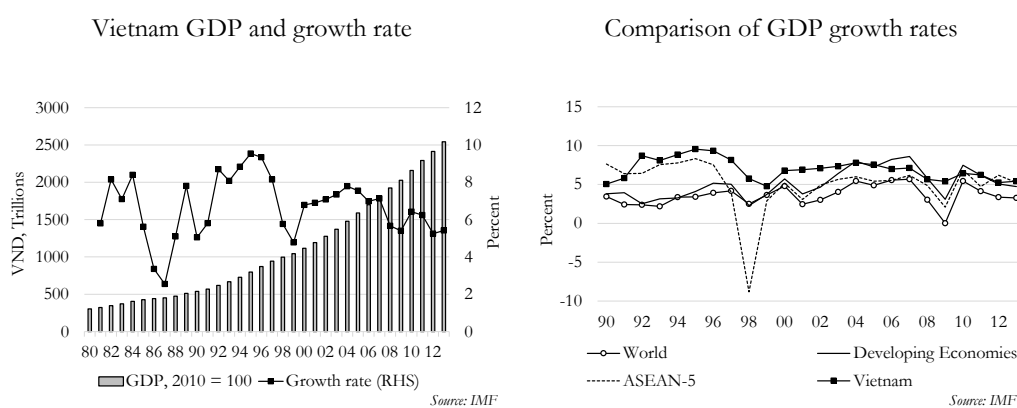 Vietnam GDP and growth rate
VND, Trillions
3000
2500
2000
1500
1000
500
0
12
10
8
6
4
2
0
Percent
80 82 84 86 88 90 92 94 96 98 00 02 04 06 08 10 12
GDP, 2010 = 100 Growth rate (RHS)
Source: IMF
Comparison of GDP growth rates
Percent
15
10
5
0
-5
-10
90 92 94 96 98 00 02 04 06 08 10 12
World Developing Economies
ASEAN-5 Vietnam
Source: IMF